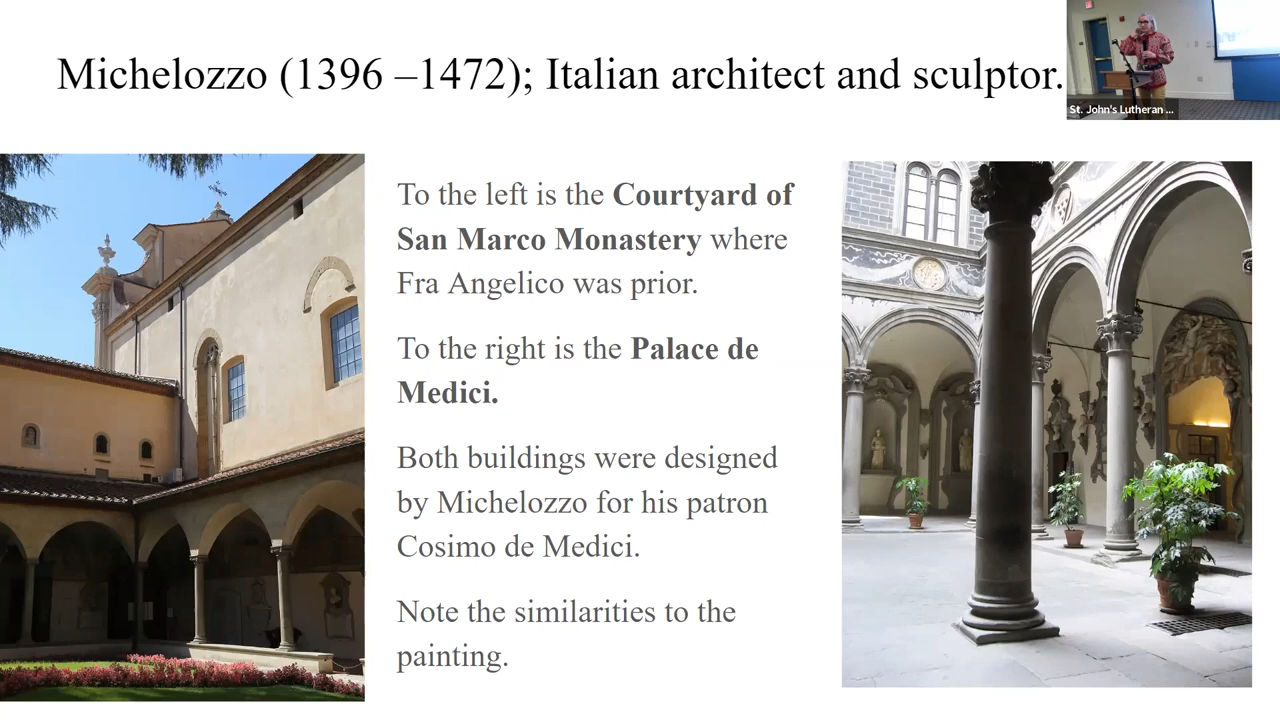 Michelozzo (1396 –1472); Italian architect and sculptor.
St. John's Lutheran ...
To the left is the Courtyard of
San Marco Monastery where
Fra Angelico was prior.
To the right is the Palace de
Medici.
Both buildings were designed
by Michelozzo for his patron
Cosimo de Medici.
Note the similarities to the
painting.